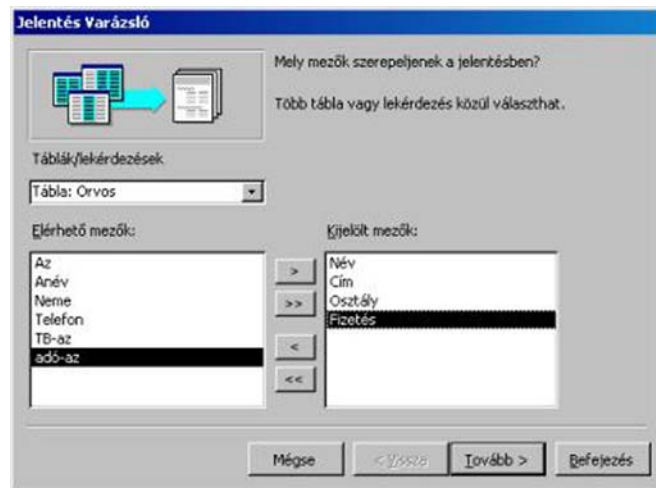 Jelentés Varázsló
Mely mezők szerepeljenek a jelentésben?
Több tábla vagy lekérdezés közül választhat.
Táblák/lekérdezések
Tábla: Orvos
Elérhető mezők:
Az
Anév
Neme
Telefon
TB-az
adó-az
>
>>
<
<<
Kijelölt mezők:
Név
Cím
Osztály
Fizetés
Mégse
< Vissza
Tovább >
Befejezés